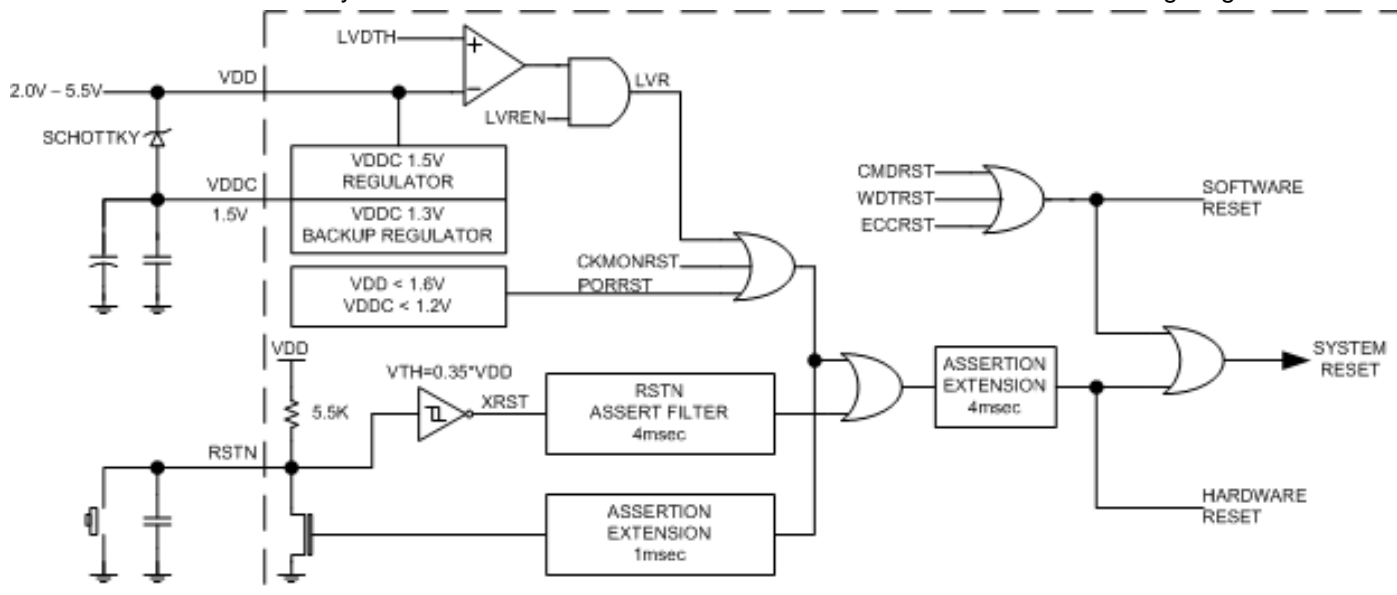 LVDTH
VDD
2.0V – 5.5V
LVR
LVREN
SCHOTTKY
VDDC 1.5V
REGULATOR
VDDC
1.5V
VDDC 1.3V
BACKUP REGULATOR
CMDRST
WDTRST
ECCRST
SOFTWARE
RESET
CKMONRST
PORRST
VDD < 1.6V
VDDC < 1.2V
VDD
VTH=0.35*VDD
5.5K
XRST
RSTN
ASSERT FILTER
4msec
ASSERTION
EXTENSION
4msec
SYSTEM
RESET
RSTN
ASSERTION
EXTENSION
1msec
HARDWARE
RESET